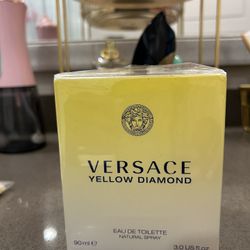 VERSACE
YELLOW DIAMOND
EAU DE TOILETTE
NATURAL SPRAY
90 ml e 3.0 US fl.oz